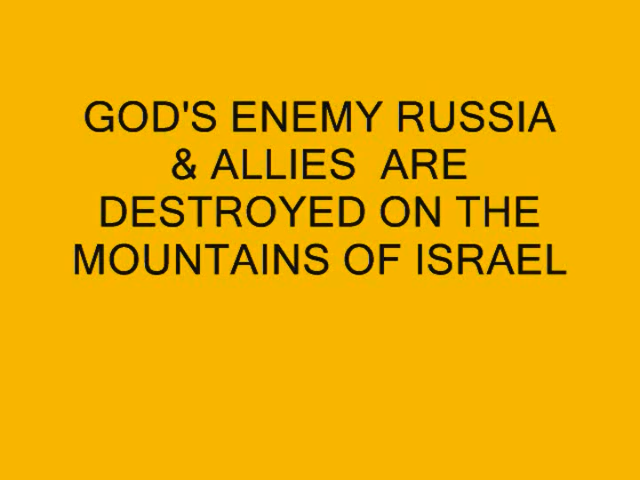 GOD'S ENEMY RUSSIA
& ALLIES  ARE
DESTROYED ON THE
MOUNTAINS OF ISRAEL